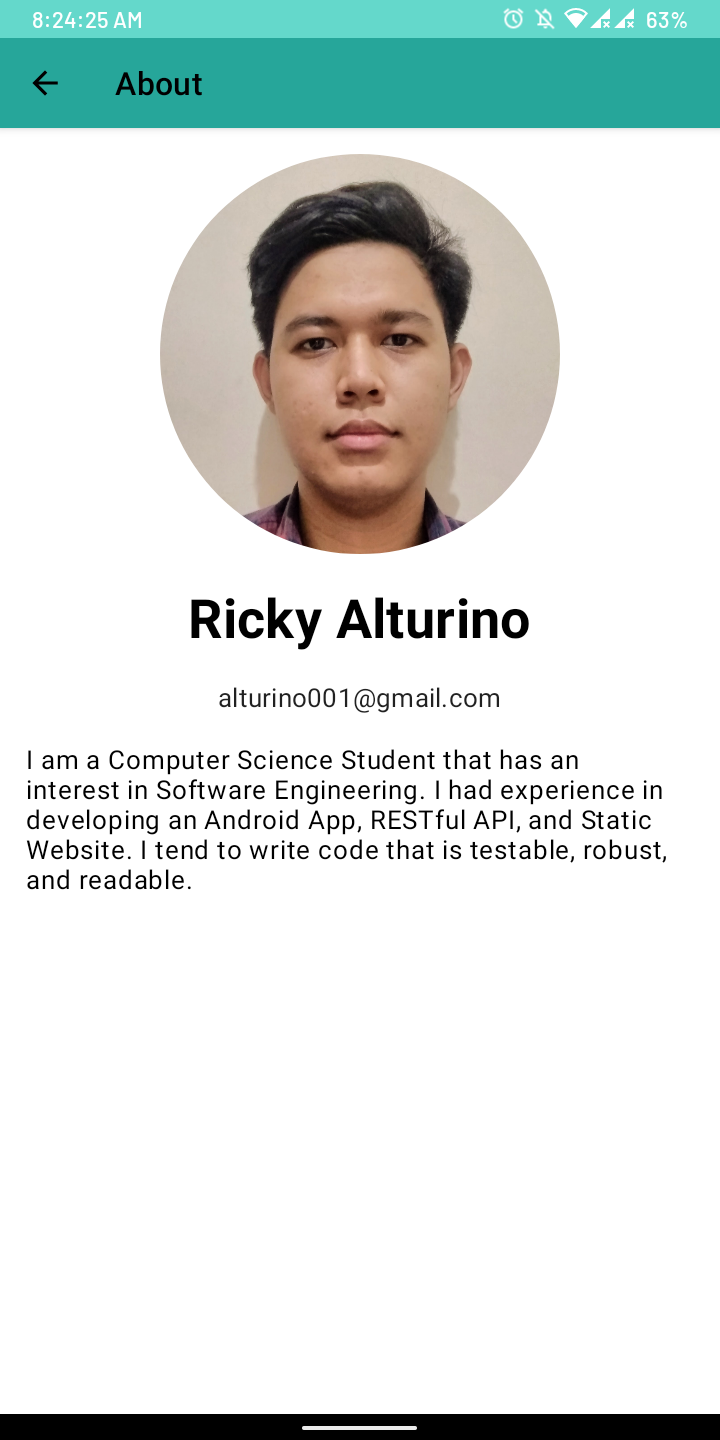 8:24:25 AM 63%
About
Ricky Alturino
alturino001@gmail.com
I am a Computer Science Student that has an
interest in Software Engineering. I had experience in
developing an Android App, RESTful API, and Static
Website. I tend to write code that is testable, robust,
and readable.